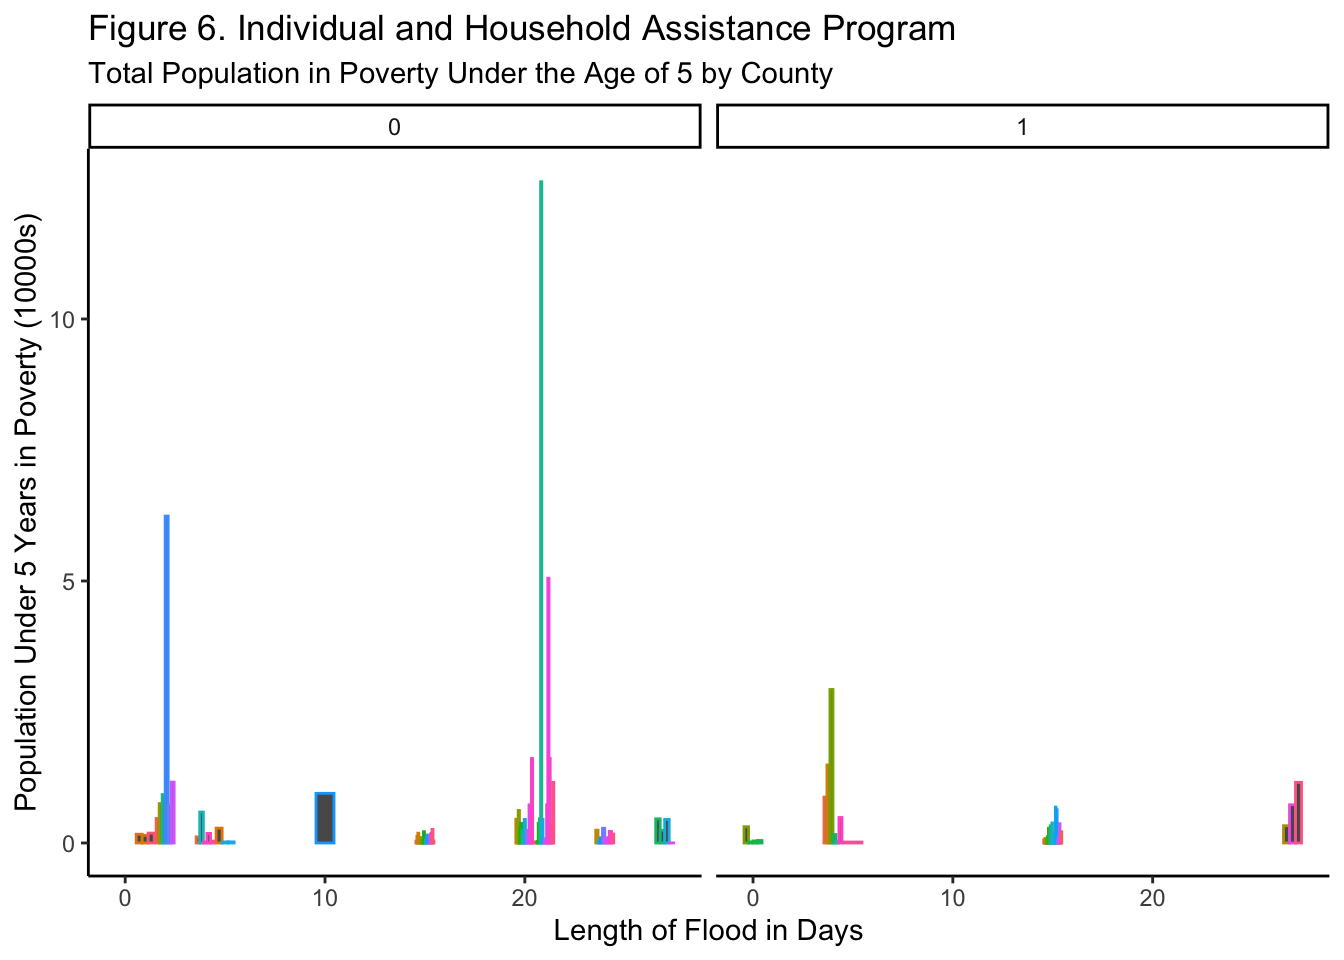 Figure 6. Individual and Household Assistance Program
Total Population in Poverty Under the Age of 5 by County
0
1
Population Under 5 Years in Poverty (10000s)
10
5
0
0
10
20
0
10
20
Length of Flood in Days